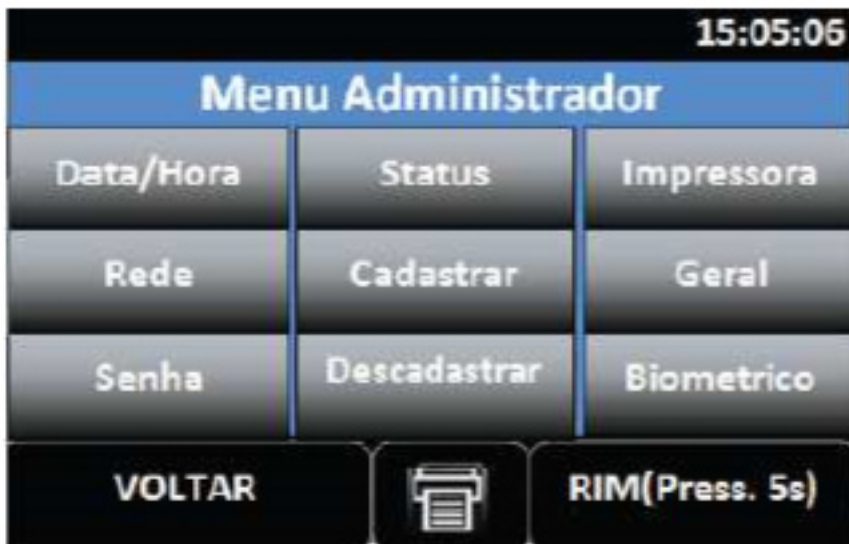 15:05:06
Menu Administrador
Data/Hora Status Impressora
Rede Cadastrar Geral
Senha Descadastrar Biometrico
VOLTAR RIM(Press. 5s)